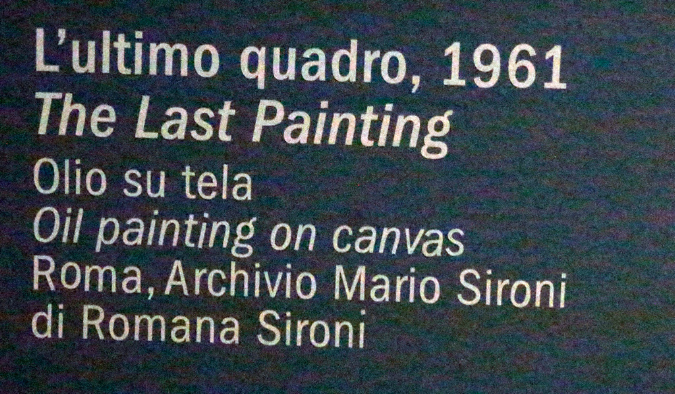 L'ultimo quadro, 1961
The Last Painting
Olio su tela
Oil painting on canvas
Roma, Archivio Mario Sironi
di Romana Sironi